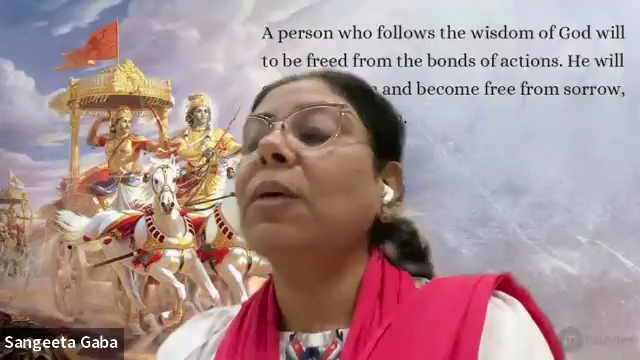 A person who follows the wisdom of God will
to be freed from the bonds of actions. He will
and become free from sorrow,
Sangeeta Gaba